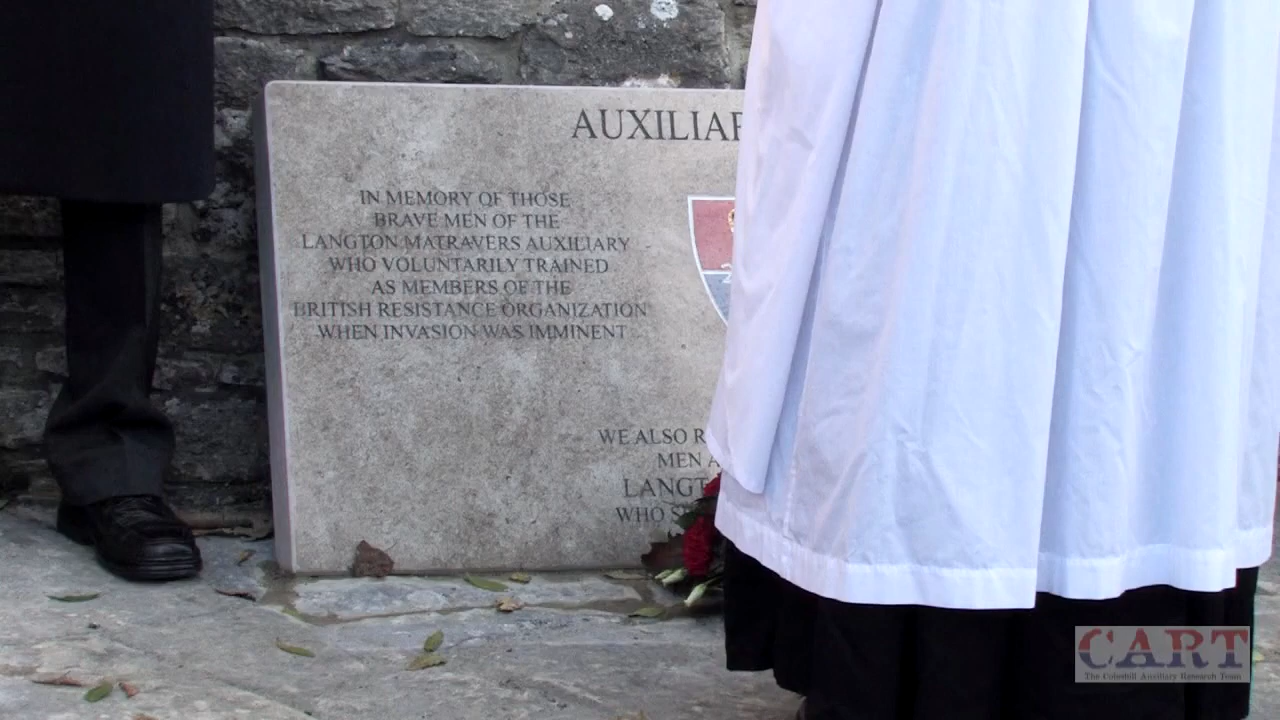 AUXILIAR
IN MEMORY OF THOSE
BRAVE MEN OF THE
LANGTON MATRAVERS AUXILIARY
WHO VOLUNTARILY TRAINED
AS MEMBERS OF THE
BRITISH RESISTANCE ORGANIZATION
WHEN INVASION WAS IMMINENT
WE ALSO R
MEN A
LANGT
WHO S
CART
The Coleshill Auxiliary Research Team